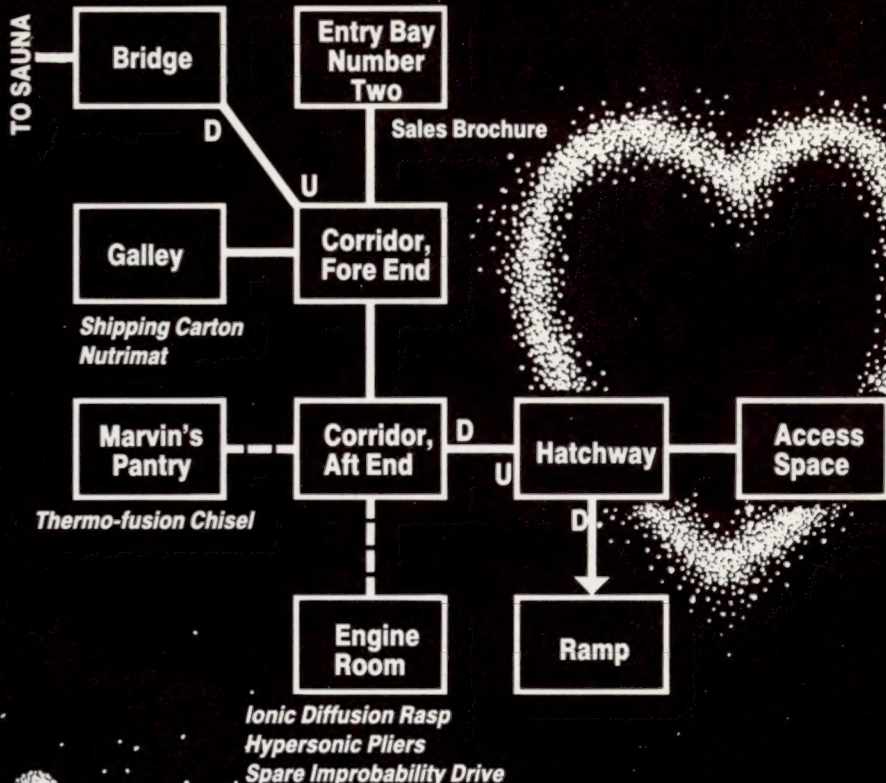 TO SAUNA
Bridge
Entry Bay
Number
Two
D
Sales Brochure
U
Galley
Corridor,
Fore End
Shipping Carton
Nutrimat
Marvin's
Pantry
Corridor,
Aft End
D
U
Hatchway
Access
Space
Thermo-fusion Chisel
D
Engine
Room
Ramp
Ionic Diffusion Rasp
Hypersonic Pliers
Spare Improbability Drive